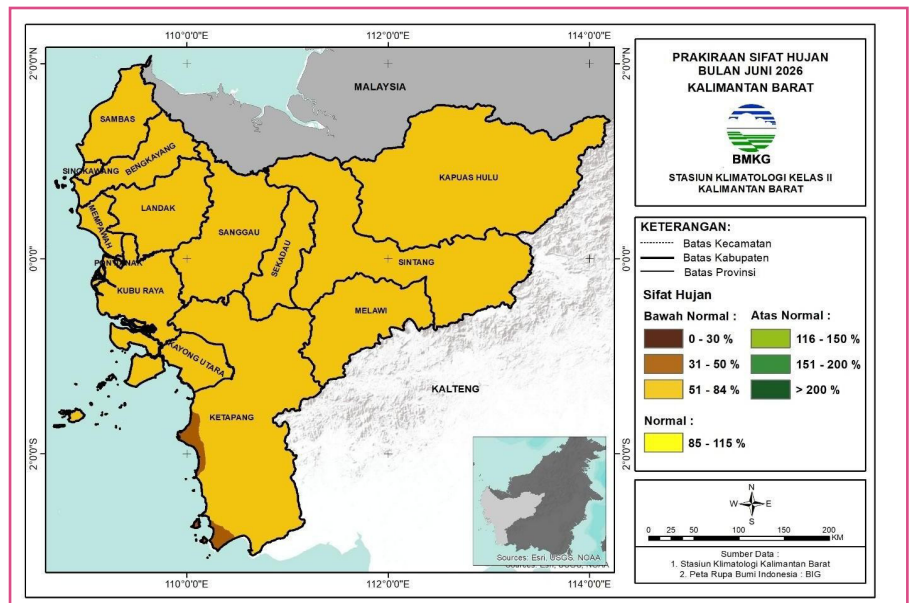 PRAKIRAAN SIFAT HUJAN
BULAN JUNI 2026
KALIMANTAN BARAT
BMKG
STASIUN KLIMATOLOGI KELAS II
KALIMANTAN BARAT
110°0'0"E
112°0'0"E
114°0'0"E
2°0'0"N
0°0'0"
2°0'0"S
MALAYSIA
SAMBAS
SINGKAWANG
BENGKAYANG
LANDAK
MEMPAWAH
PONTIANAK
KUBU RAYA
SANGGAU
SEKADAU
KAPUAS HULU
SINTANG
MELAWI
KAYONG UTARA
KETAPANG
KALTENG
KETERANGAN:
Batas Kecamatan
Batas Kabupaten
Batas Provinsi
Sifat Hujan
Bawah Normal :
0 - 30 %
31 - 50 %
51 - 84 %
Atas Normal :
116 - 150 %
151 - 200 %
> 200 %
Normal :
85 - 115 %
N
W
E
S
0 25 50 100 150 200
KM
Sumber Data :
1. Stasiun Klimatologi Kalimantan Barat
2. Peta Rupa Bumi Indonesia : BIG
Sources: Esri, USGS, NOAA
Sources: Esri, USGS, NOAA
110°0'0"E
112°0'0"E
114°0'0"E
2°0'0"N
0°0'0"
2°0'0"S